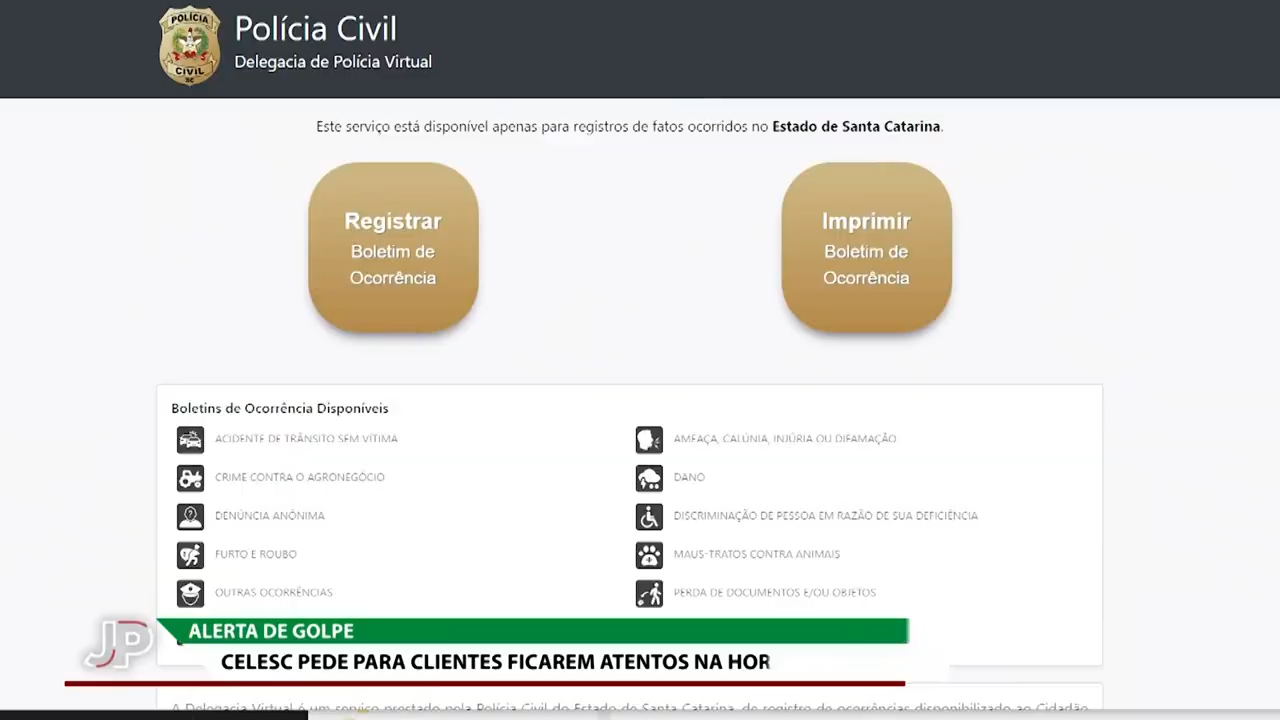 POLÍCIA
CIVIL
SC
Polícia Civil
Delegacia de Polícia Virtual
Este serviço está disponível apenas para registros de fatos ocorridos no Estado de Santa Catarina.
Registrar
Boletim de
Ocorrência
Imprimir
Boletim de
Ocorrência
Boletins de Ocorrência Disponíveis
ACIDENTE DE TRÂNSITO SEM VÍTIMA
AMEAÇA, CALÚNIA, INJÚRIA OU DIFAMAÇÃO
CRIME CONTRA O AGRONEGÓCIO
DANO
DENÚNCIA ANÔNIMA
DISCRIMINAÇÃO DE PESSOA EM RAZÃO DE SUA DEFICIÊNCIA
FURTO E ROUBO
MAUS-TRATOS CONTRA ANIMAIS
OUTRAS OCORRÊNCIAS
PERDA DE DOCUMENTOS E/OU OBJETOS
JP
ALERTA DE GOLPE
CELESC PEDE PARA CLIENTES FICAREM ATENTOS NA HOR
A Delegacia Virtual é um serviço prestado pela Polícia Civil do Estado de Santa Catarina, de registro de ocorrências disponibilizado ao Cidadão